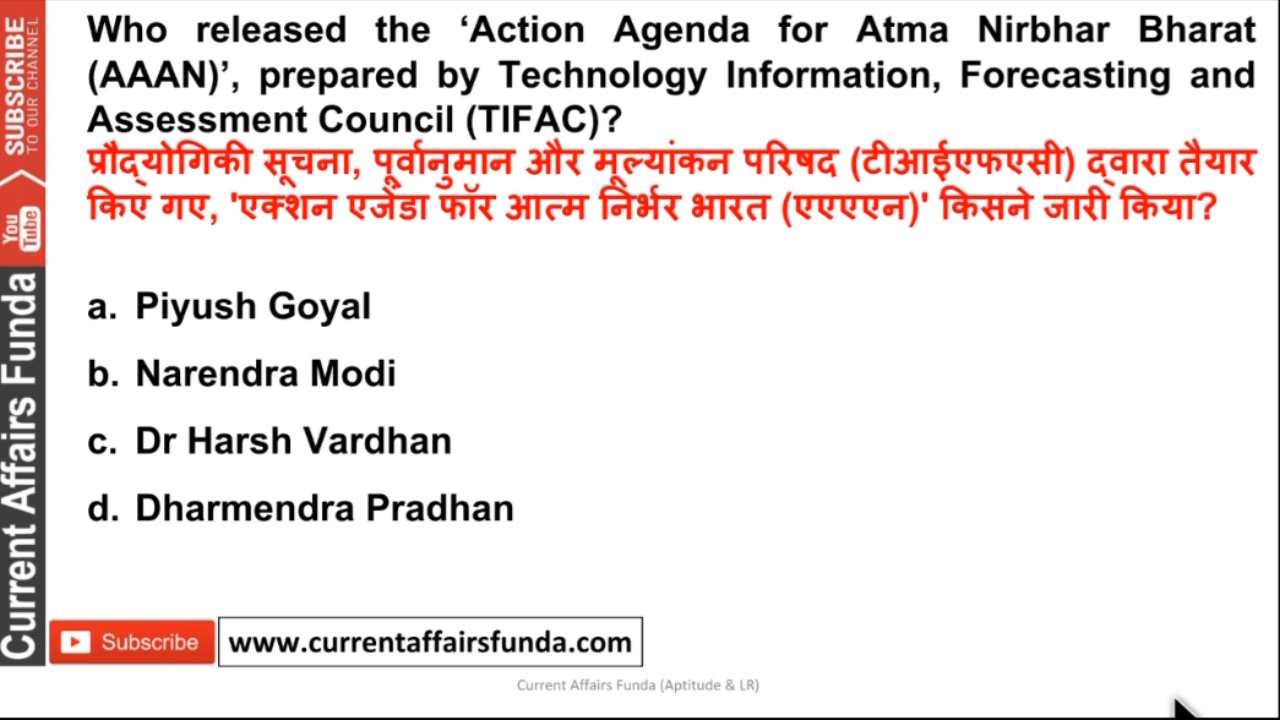 Who released the ‘Action Agenda for Atma Nirbhar Bharat
(AAAN)’, prepared by Technology Information, Forecasting and
Assessment Council (TIFAC)?
प्रौद्योगिकी सूचना, पूर्वानुमान और मूल्यांकन परिषद (टीआईएफएसी) द्वारा तैयार
किए गए, 'एक्शन एजेंडा फॉर आत्म निर्भर भारत (एएएएन)' किसने जारी किया?
a. Piyush Goyal
b. Narendra Modi
c. Dr Harsh Vardhan
d. Dharmendra Pradhan
SUBSCRIBE
TO OUR CHANNEL
You
Tube
Current Affairs Funda
Subscribe
www.currentaffairsfunda.com
Current Affairs Funda (Aptitude & LR)